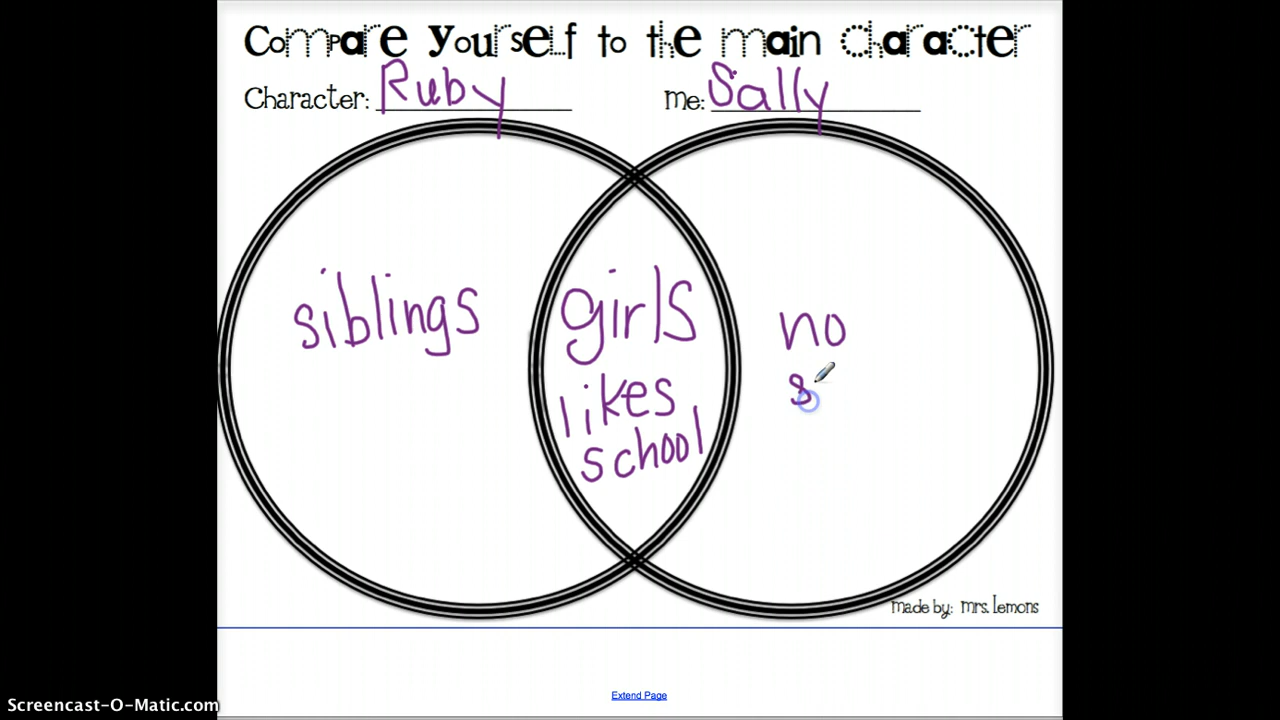 Compare yourself to the main character
Character: Ruby
Me: Sally
siblings
girls
likes
school
no
s
Made by: Mrs. Lemons
Extend Page
Screencast-O-Matic.com